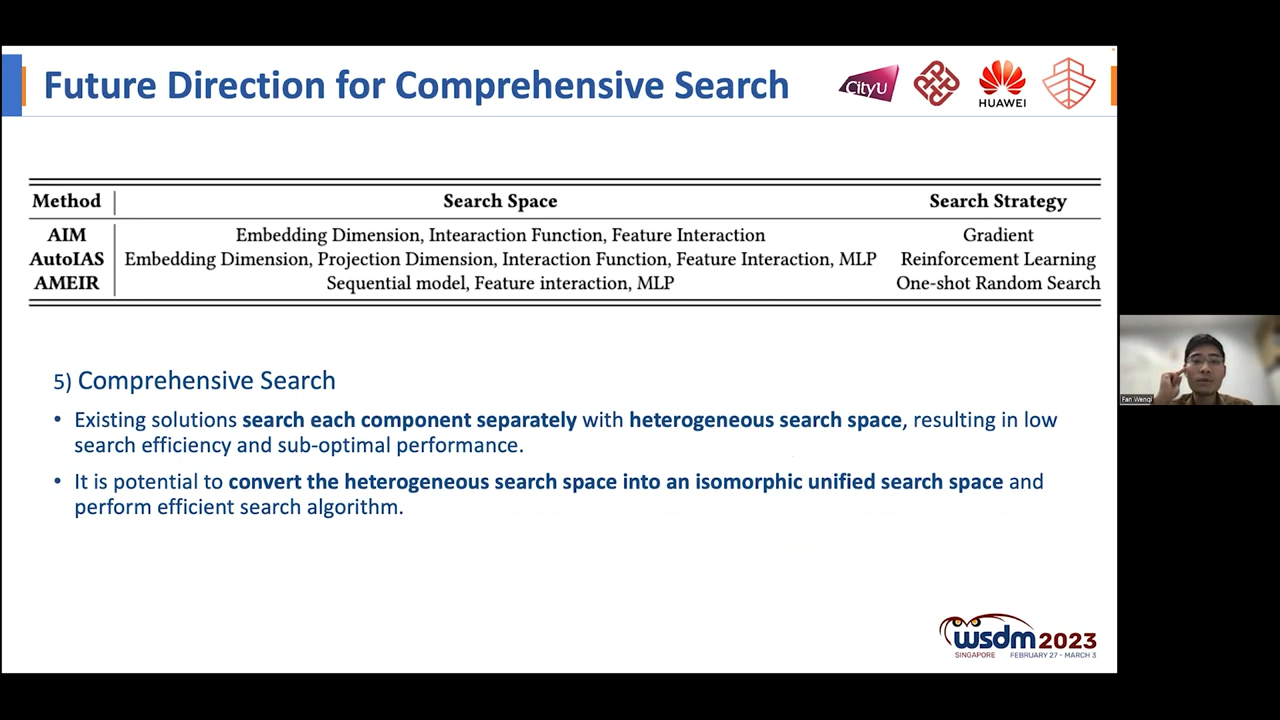 Future Direction for Comprehensive Search
CityU
HUAWEI
Method Search Space Search Strategy
AIM Embedding Dimension, Intearaction Function, Feature Interaction Gradient
AutoIAS Embedding Dimension, Projection Dimension, Interaction Function, Feature Interaction, MLP Reinforcement Learning
AMEIR Sequential model, Feature interaction, MLP One-shot Random Search
5) Comprehensive Search
• Existing solutions search each component separately with heterogeneous search space, resulting in low
search efficiency and sub-optimal performance.
• It is potential to convert the heterogeneous search space into an isomorphic unified search space and
perform efficient search algorithm.
Fan Wenqi
wsdm 2023
SINGAPORE FEBRUARY 27 - MARCH 3